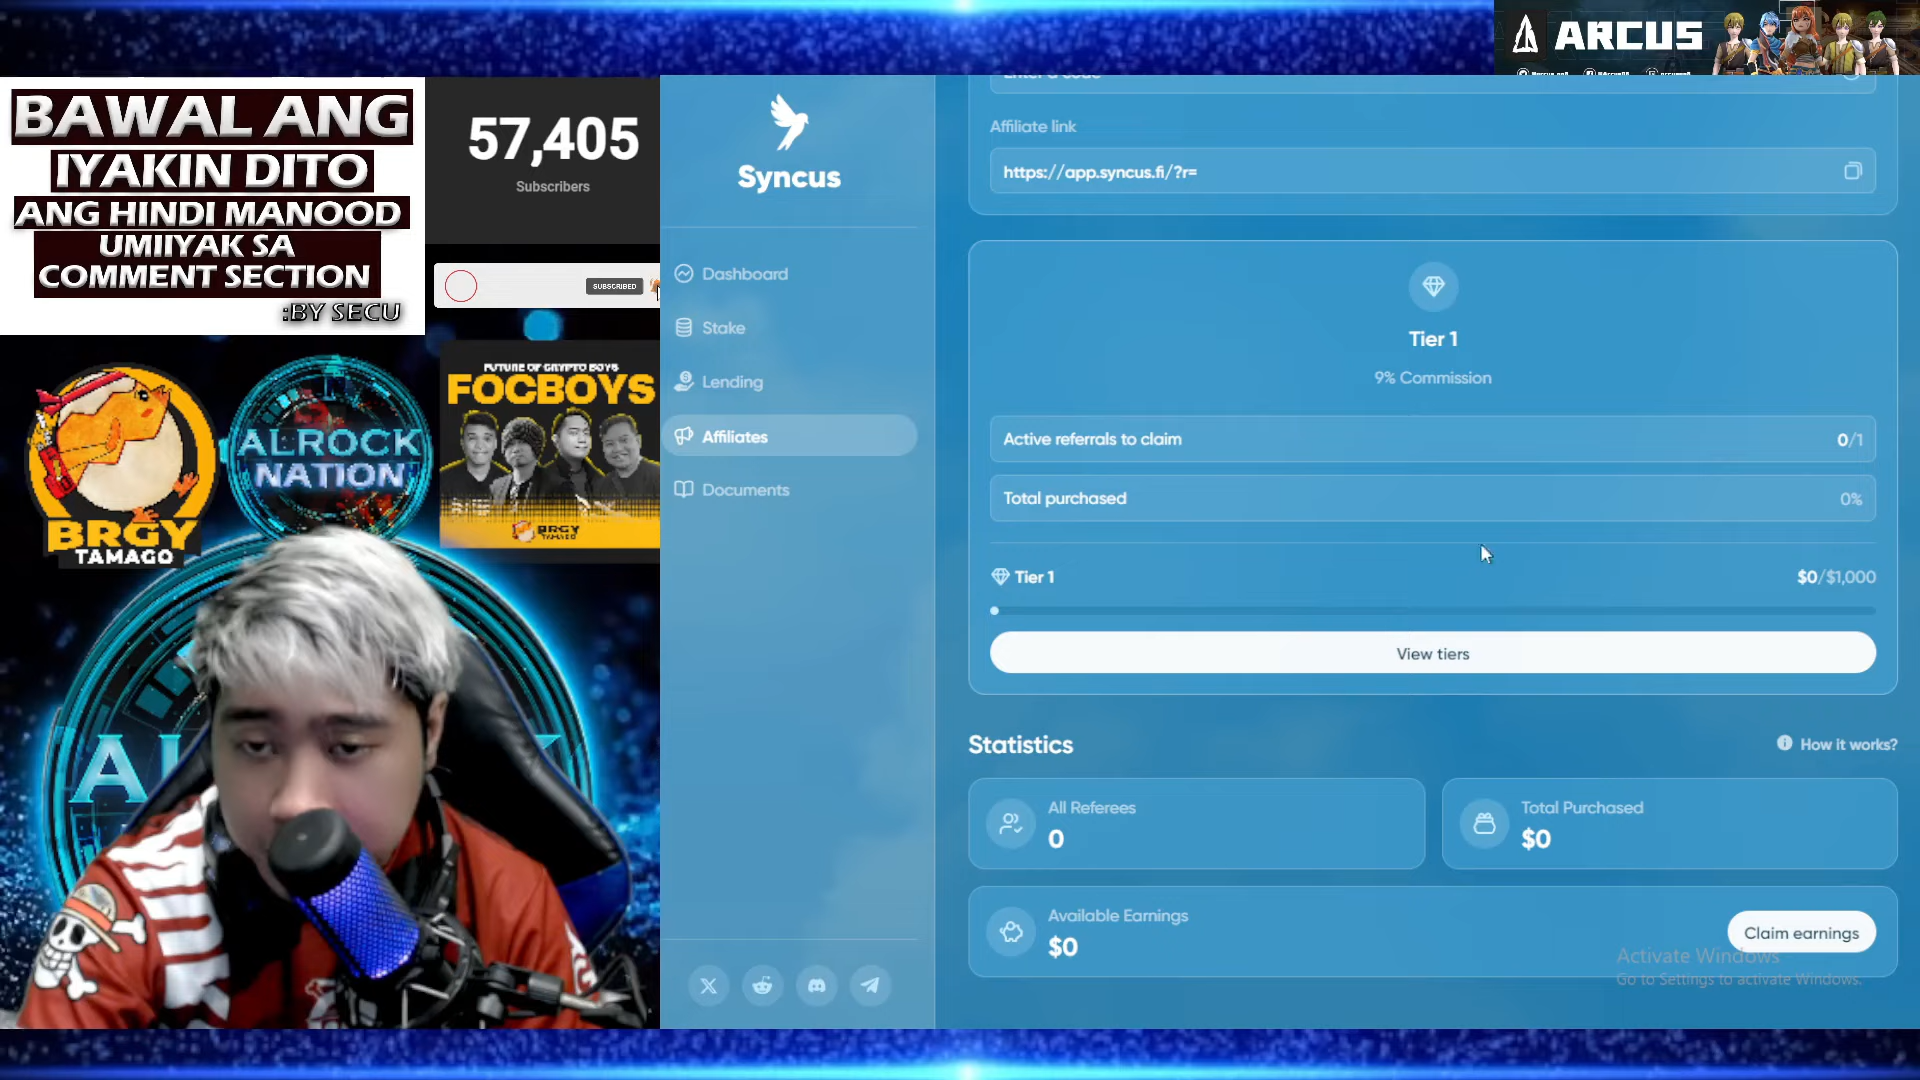 ARCUS
BAWAL ANG
IYAKIN DITO
ANG HINDI MANOOD
UMIIYAK SA
COMMENT SECTION
:BY SECU
57,405
Subscribers
SUBSCRIBED
BRGY
TAMAGO
ALROCK
NATION
FUTURE OF CRYPTO BOYS
FOCBOYS
BRGY
TAMAGO
Syncus
Dashboard
Stake
Lending
Affiliates
Documents
Enter a code
Affiliate link
https://app.syncus.fi/?r=
Tier 1
9% Commission
Active referrals to claim 0/1
Total purchased 0%
Tier 1 $0/$1,000
View tiers
Statistics
How it works?
All Referees
0
Total Purchased
$0
Available Earnings
$0
Claim earnings
Activate Windows
Go to Settings to activate Windows.